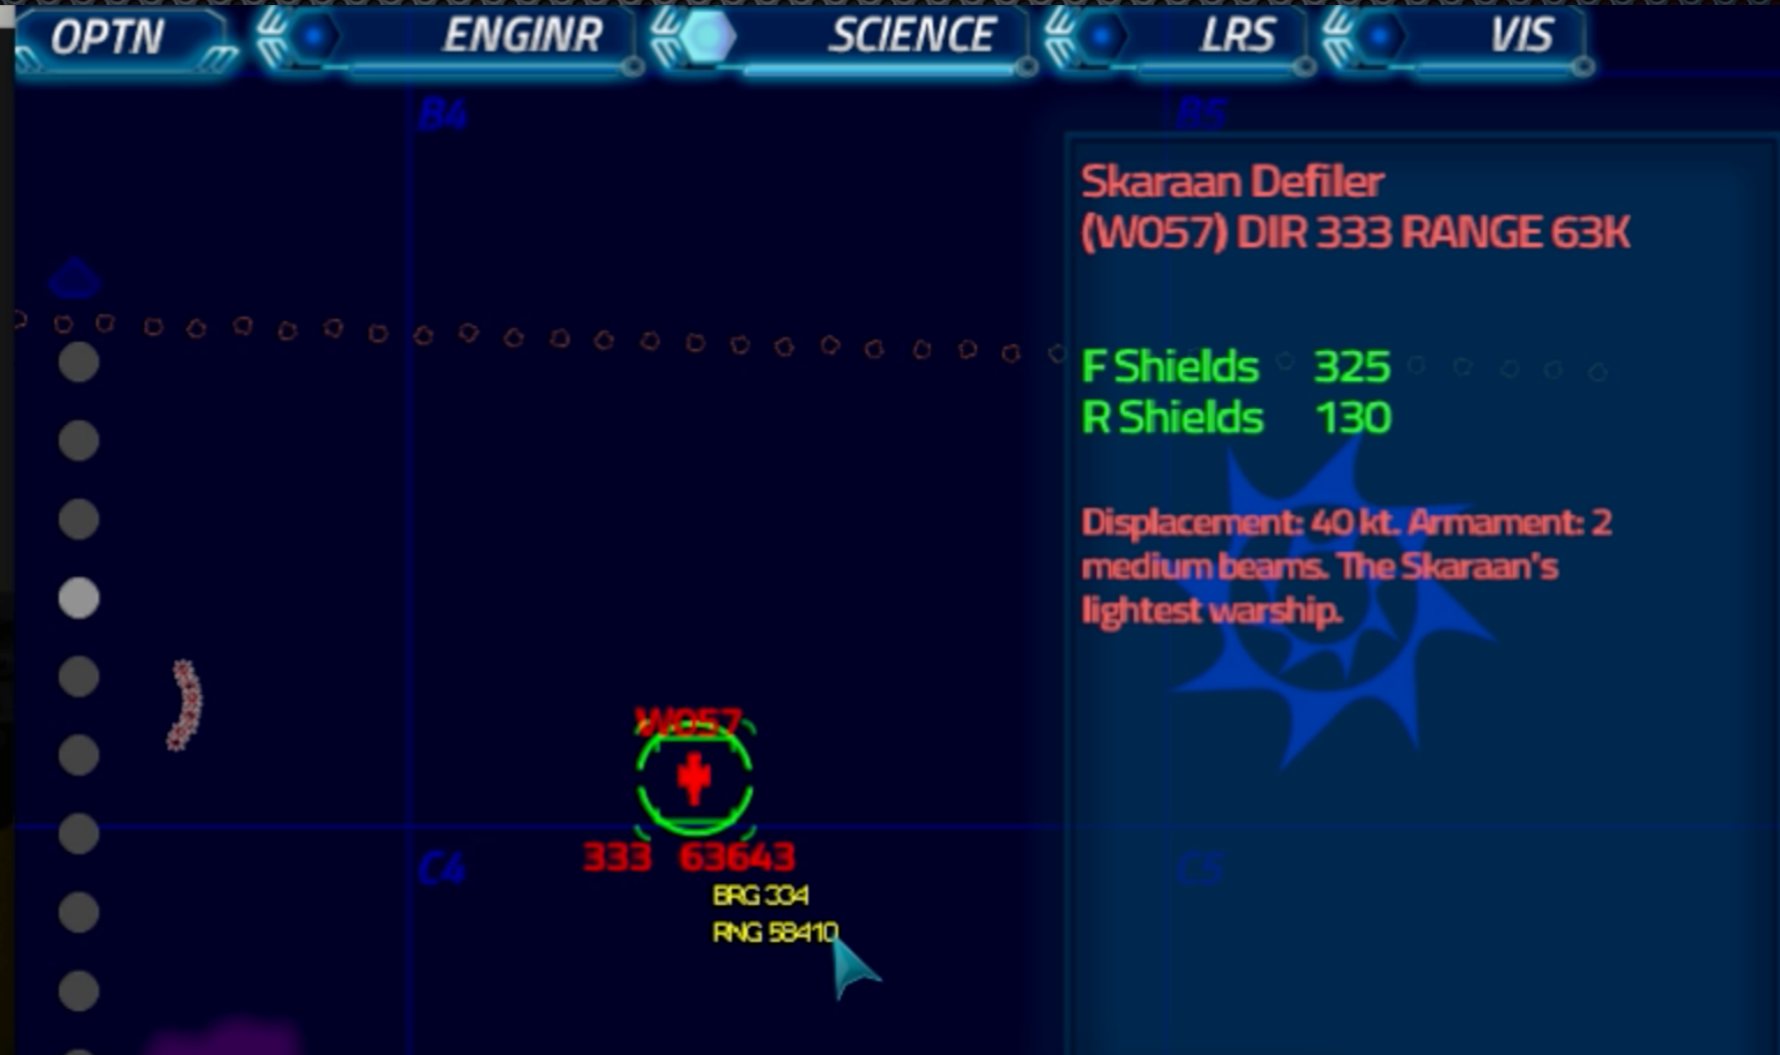 OPTN ENGINR SCIENCE LRS VIS
B4 B5
Skaraan Defiler
(W057) DIR 333 RANGE 63K
F Shields 325
R Shields 130
Displacement: 40 kt. Armament: 2
medium beams. The Skaraan's
lightest warship.
W057
333 63643
C4 C5
BRG 334
RNG 58410